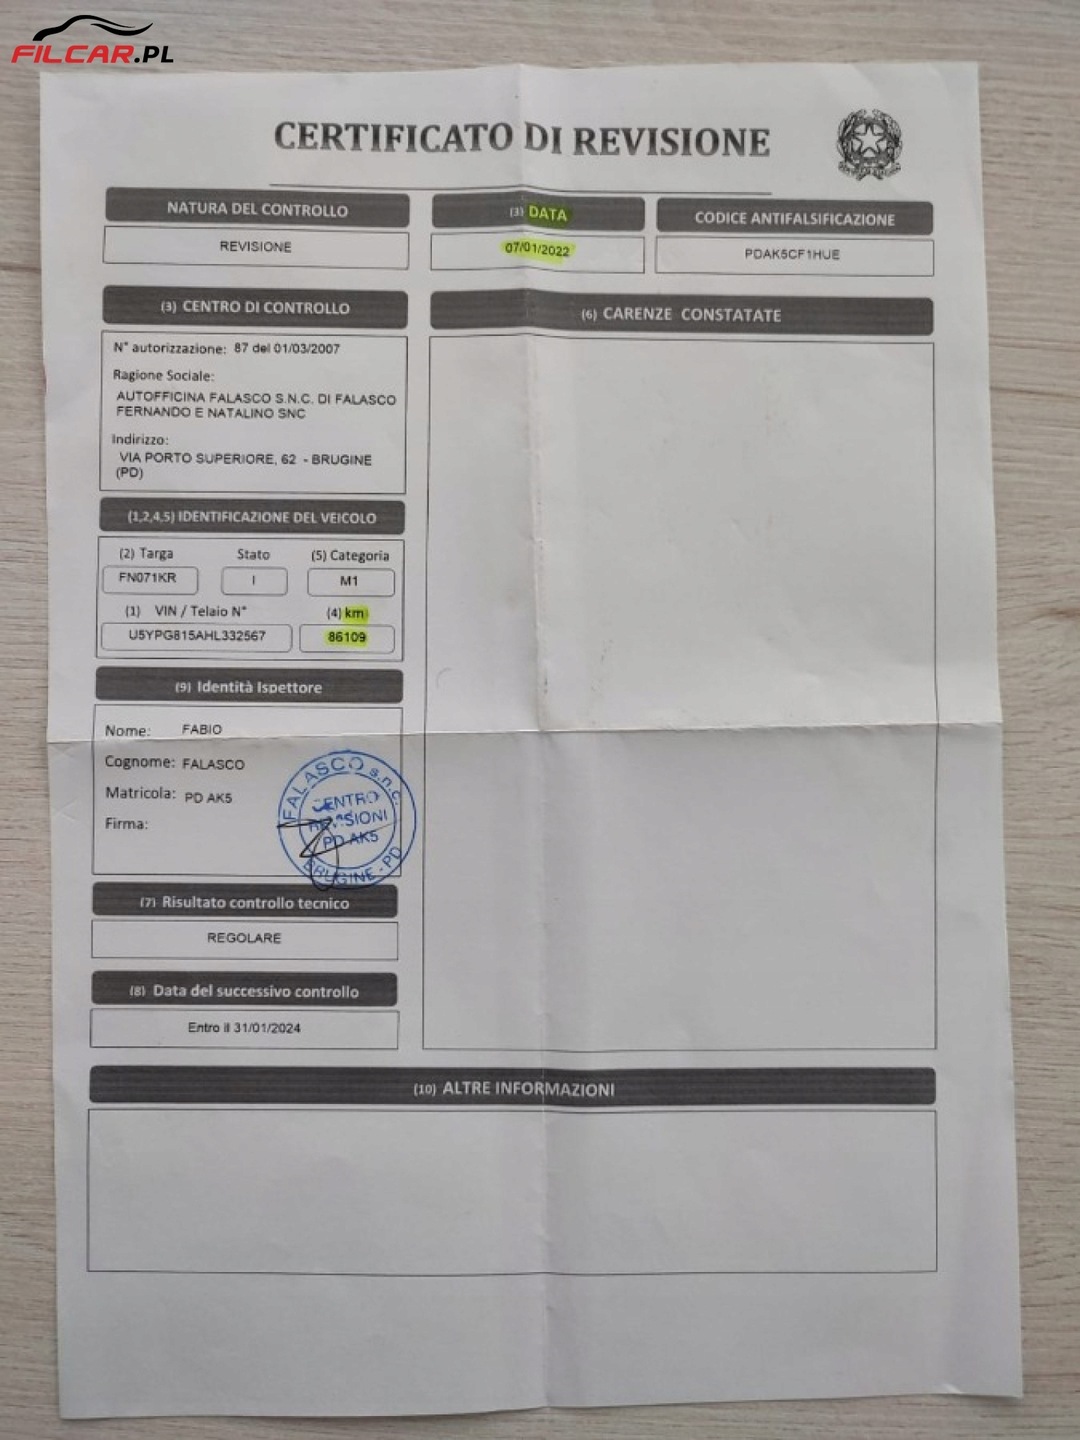 FILCAR.PL
CERTIFICATO DI REVISIONE
NATURA DEL CONTROLLO
REVISIONE
(3) DATA
07/01/2022
CODICE ANTIFALSIFICAZIONE
PDAK5CF1HUE
(3) CENTRO DI CONTROLLO
N° autorizzazione: 87 del 01/03/2007
Ragione Sociale:
AUTOFFICINA FALASCO S.N.C. DI FALASCO
FERNANDO E NATALINO SNC
Indirizzo:
VIA PORTO SUPERIORE, 62 - BRUGINE
(PD)
(6) CARENZE CONSTATATE
(1,2,4,5) IDENTIFICAZIONE DEL VEICOLO
(2) Targa Stato (5) Categoria
FN071KR I M1
(1) VIN / Telaio N° (4) km
U5YPG815AHL332567 86109
(9) Identità Ispettore
Nome: FABIO
Cognome: FALASCO
Matricola: PD AK5
Firma:
FALASCO s.n.c.
CENTRO
REVISIONI
PD AK5
BRUGINE - PD
(7) Risultato controllo tecnico
REGOLARE
(8) Data del successivo controllo
Entro il 31/01/2024
(10) ALTRE INFORMAZIONI